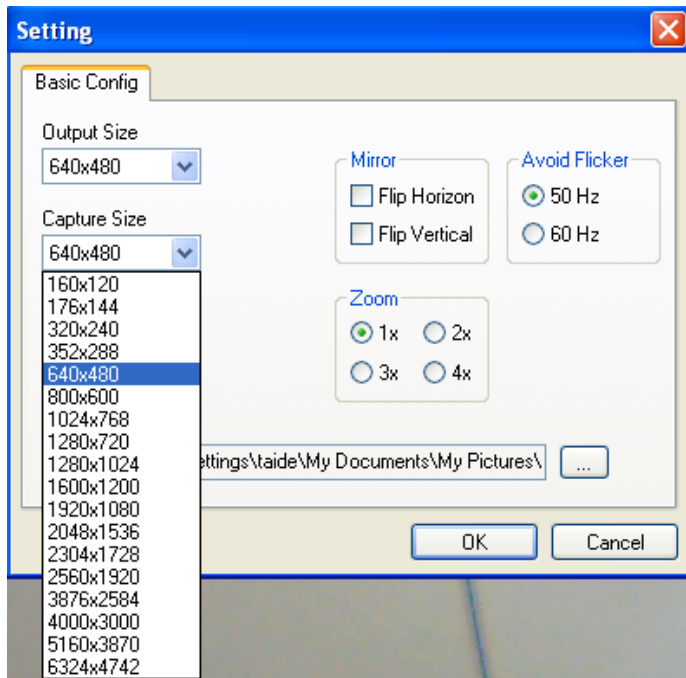 Setting
Basic Config
Output Size
640x480
Capture Size
640x480
160x120
176x144
320x240
352x288
640x480
800x600
1024x768
1280x720
1280x1024
1600x1200
1920x1080
2048x1536
2304x1728
2560x1920
3876x2584
4000x3000
5160x3870
6324x4742
Mirror
Flip Horizon
Flip Vertical
Avoid Flicker
50 Hz
60 Hz
Zoom
1x 2x
3x 4x
ettings\taide\My Documents\My Pictures\ ...
OK Cancel